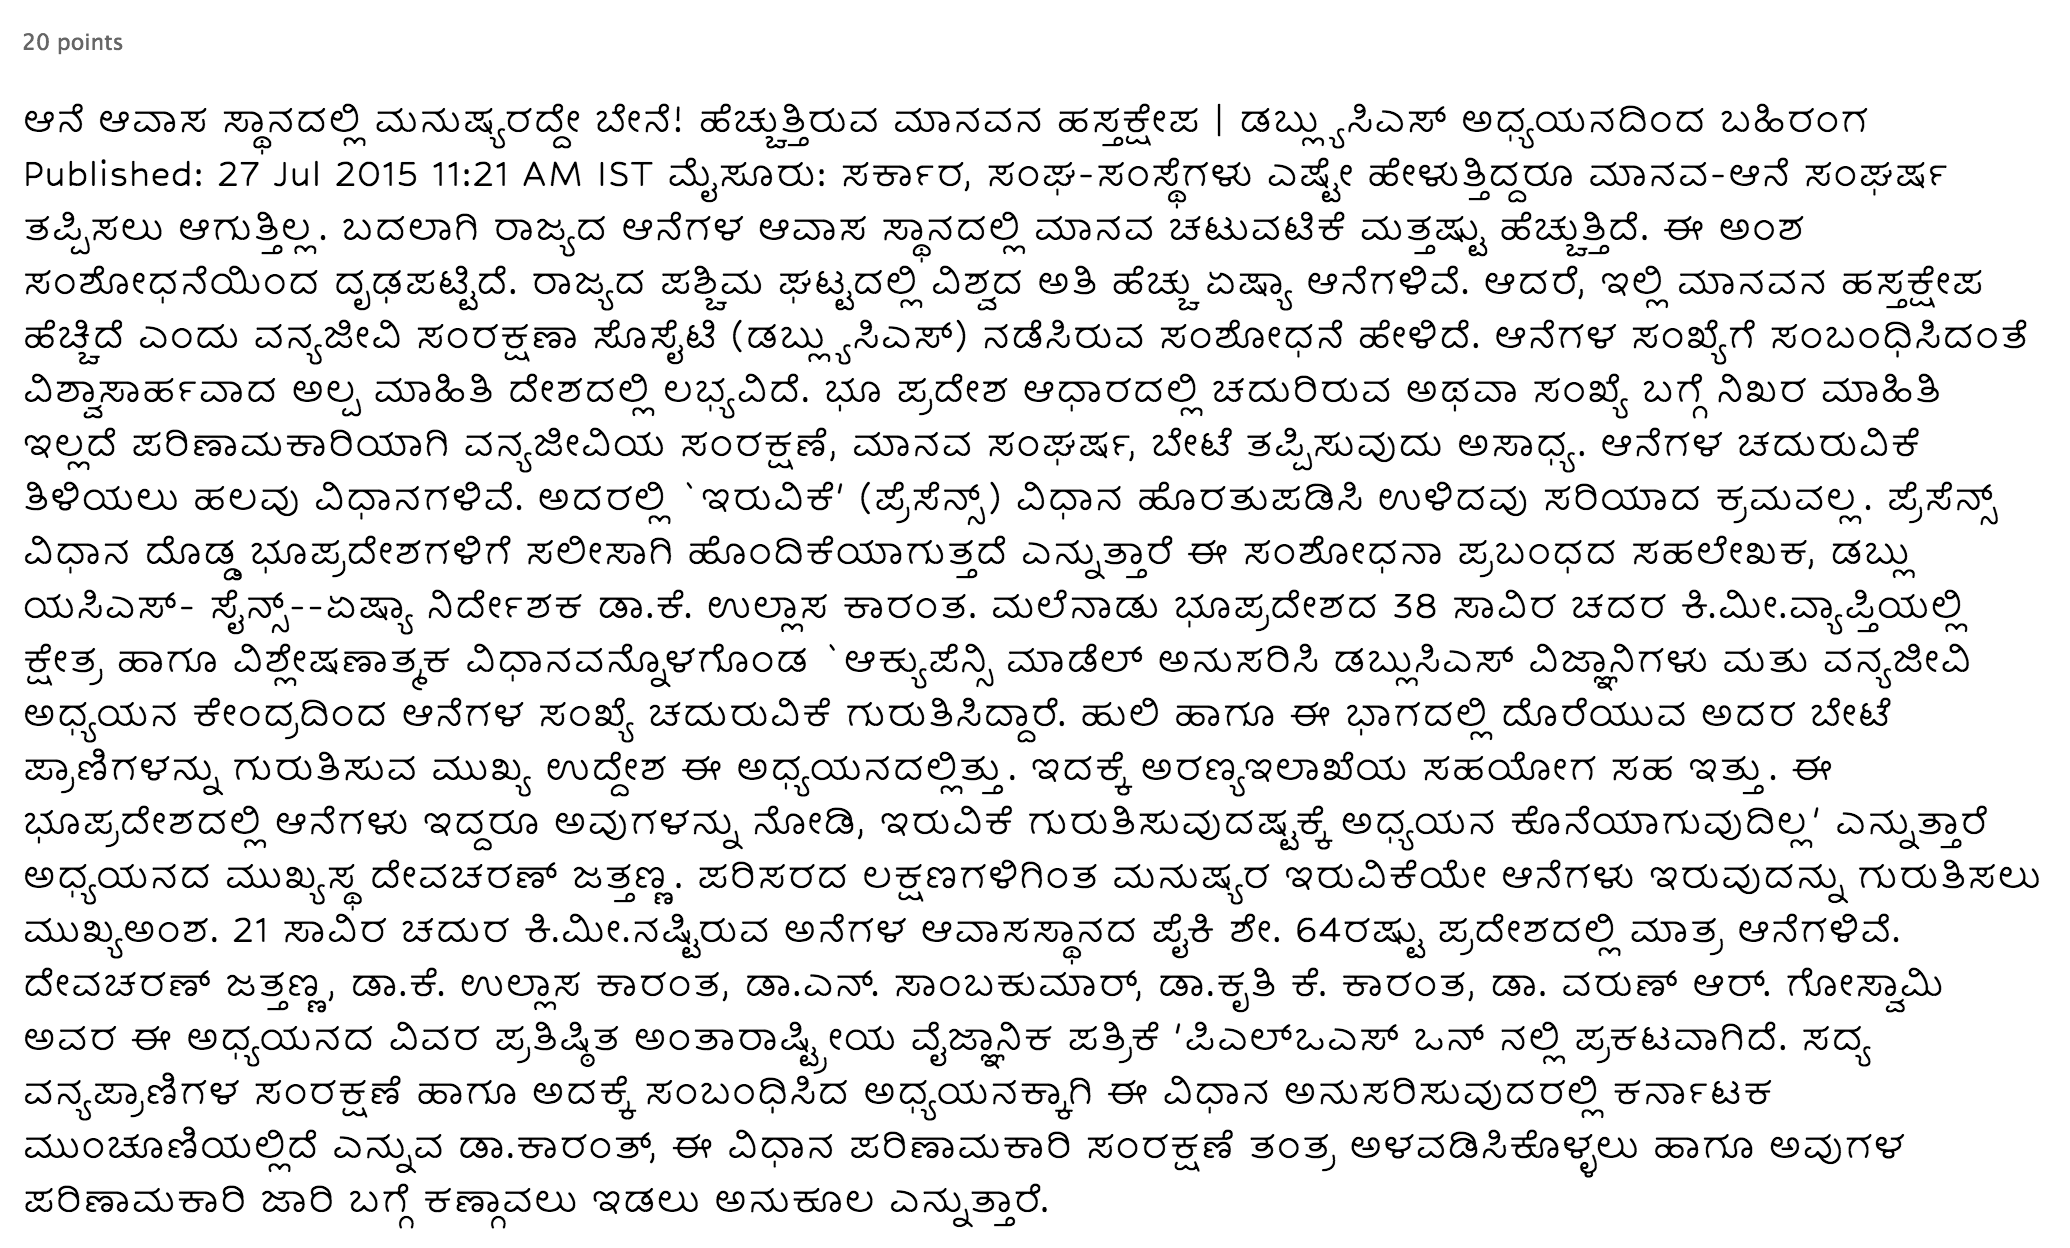 20 points
ಆನೆ ಆವಾಸ ಸ್ಥಾನದಲ್ಲಿ ಮನುಷ್ಯರದ್ದೇ ಬೇನೆ! ಹೆಚ್ಚುತ್ತಿರುವ ಮಾನವನ ಹಸ್ತಕ್ಷೇಪ | ಡಬ್ಲ್ಯುಸಿಎಸ್ ಅಧ್ಯಯನದಿಂದ ಬಹಿರಂಗ
Published: 27 Jul 2015 11:21 AM IST ಮೈಸೂರು: ಸರ್ಕಾರ, ಸಂಘ-ಸಂಸ್ಥೆಗಳು ಎಷ್ಟೇ ಹೇಳುತ್ತಿದ್ದರೂ ಮಾನವ-ಆನೆ ಸಂಘರ್ಷ
ತಪ್ಪಿಸಲು ಆಗುತ್ತಿಲ್ಲ. ಬದಲಾಗಿ ರಾಜ್ಯದ ಆನೆಗಳ ಆವಾಸ ಸ್ಥಾನದಲ್ಲಿ ಮಾನವ ಚಟುವಟಿಕೆ ಮತ್ತಷ್ಟು ಹೆಚ್ಚುತ್ತಿದೆ. ಈ ಅಂಶ
ಸಂಶೋಧನೆಯಿಂದ ದೃಢಪಟ್ಟಿದೆ. ರಾಜ್ಯದ ಪಶ್ಚಿಮ ಘಟ್ಟದಲ್ಲಿ ವಿಶ್ವದ ಅತಿ ಹೆಚ್ಚು ಏಷ್ಯಾ ಆನೆಗಳಿವೆ. ಆದರೆ, ಇಲ್ಲಿ ಮಾನವನ ಹಸ್ತಕ್ಷೇಪ
ಹೆಚ್ಚಿದೆ ಎಂದು ವನ್ಯಜೀವಿ ಸಂರಕ್ಷಣಾ ಸೊಸೈಟಿ (ಡಬ್ಲ್ಯುಸಿಎಸ್) ನಡೆಸಿರುವ ಸಂಶೋಧನೆ ಹೇಳಿದೆ. ಆನೆಗಳ ಸಂಖ್ಯೆಗೆ ಸಂಬಂಧಿಸಿದಂತೆ
ವಿಶ್ವಾಸಾರ್ಹವಾದ ಅಲ್ಪ ಮಾಹಿತಿ ದೇಶದಲ್ಲಿ ಲಭ್ಯವಿದೆ. ಭೂ ಪ್ರದೇಶ ಆಧಾರದಲ್ಲಿ ಚದುರಿರುವ ಅಥವಾ ಸಂಖ್ಯೆ ಬಗ್ಗೆ ನಿಖರ ಮಾಹಿತಿ
ಇಲ್ಲದೆ ಪರಿಣಾಮಕಾರಿಯಾಗಿ ವನ್ಯಜೀವಿಯ ಸಂರಕ್ಷಣೆ, ಮಾನವ ಸಂಘರ್ಷ, ಬೇಟೆ ತಪ್ಪಿಸುವುದು ಅಸಾಧ್ಯ. ಆನೆಗಳ ಚದುರುವಿಕೆ
ತಿಳಿಯಲು ಹಲವು ವಿಧಾನಗಳಿವೆ. ಅದರಲ್ಲಿ `ಇರುವಿಕೆ' (ಪ್ರೆಸೆನ್ಸ್) ವಿಧಾನ ಹೊರತುಪಡಿಸಿ ಉಳಿದವು ಸರಿಯಾದ ಕ್ರಮವಲ್ಲ. ಪ್ರೆಸೆನ್ಸ್
ವಿಧಾನ ದೊಡ್ಡ ಭೂಪ್ರದೇಶಗಳಿಗೆ ಸಲೀಸಾಗಿ ಹೊಂದಿಕೆಯಾಗುತ್ತದೆ ಎನ್ನುತ್ತಾರೆ ಈ ಸಂಶೋಧನಾ ಪ್ರಬಂಧದ ಸಹಲೇಖಕ, ಡಬ್ಲು
ಯಸಿಎಸ್- ಸೈನ್ಸ್--ಏಷ್ಯಾ ನಿರ್ದೇಶಕ ಡಾ.ಕೆ. ಉಲ್ಲಾಸ ಕಾರಂತ. ಮಲೆನಾಡು ಭೂಪ್ರದೇಶದ 38 ಸಾವಿರ ಚದರ ಕಿ.ಮೀ.ವ್ಯಾಪ್ತಿಯಲ್ಲಿ
ಕ್ಷೇತ್ರ ಹಾಗೂ ವಿಶ್ಲೇಷಣಾತ್ಮಕ ವಿಧಾನವನ್ನೊಳಗೊಂಡ `ಆಕ್ಯುಪೆನ್ಸಿ ಮಾಡೆಲ್ ಅನುಸರಿಸಿ ಡಬ್ಲುಸಿಎಸ್ ವಿಜ್ಞಾನಿಗಳು ಮತು ವನ್ಯಜೀವಿ
ಅಧ್ಯಯನ ಕೇಂದ್ರದಿಂದ ಆನೆಗಳ ಸಂಖ್ಯೆ ಚದುರುವಿಕೆ ಗುರುತಿಸಿದ್ದಾರೆ. ಹುಲಿ ಹಾಗೂ ಈ ಭಾಗದಲ್ಲಿ ದೊರೆಯುವ ಅದರ ಬೇಟೆ
ಪ್ರಾಣಿಗಳನ್ನು ಗುರುತಿಸುವ ಮುಖ್ಯ ಉದ್ದೇಶ ಈ ಅಧ್ಯಯನದಲ್ಲಿತ್ತು. ಇದಕ್ಕೆ ಅರಣ್ಯಇಲಾಖೆಯ ಸಹಯೋಗ ಸಹ ಇತ್ತು. ಈ
ಭೂಪ್ರದೇಶದಲ್ಲಿ ಆನೆಗಳು ಇದ್ದರೂ ಅವುಗಳನ್ನು ನೋಡಿ, ಇರುವಿಕೆ ಗುರುತಿಸುವುದಷ್ಟಕ್ಕೆ ಅಧ್ಯಯನ ಕೊನೆಯಾಗುವುದಿಲ್ಲ' ಎನ್ನುತ್ತಾರೆ
ಅಧ್ಯಯನದ ಮುಖ್ಯಸ್ಥ ದೇವಚರಣ್ ಜತ್ತಣ್ಣ. ಪರಿಸರದ ಲಕ್ಷಣಗಳಿಗಿಂತ ಮನುಷ್ಯರ ಇರುವಿಕೆಯೇ ಆನೆಗಳು ಇರುವುದನ್ನು ಗುರುತಿಸಲು
ಮುಖ್ಯಅಂಶ. 21 ಸಾವಿರ ಚದುರ ಕಿ.ಮೀ.ನಷ್ಟಿರುವ ಅನೆಗಳ ಆವಾಸಸ್ಥಾನದ ಪೈಕಿ ಶೇ. 64ರಷ್ಟು ಪ್ರದೇಶದಲ್ಲಿ ಮಾತ್ರ ಆನೆಗಳಿವೆ.
ದೇವಚರಣ್ ಜತ್ತಣ್ಣ, ಡಾ.ಕೆ. ಉಲ್ಲಾಸ ಕಾರಂತ, ಡಾ.ಎನ್. ಸಾಂಬಕುಮಾರ್, ಡಾ.ಕೃತಿ ಕೆ. ಕಾರಂತ, ಡಾ. ವರುಣ್ ಆರ್. ಗೋಸ್ವಾಮಿ
ಅವರ ಈ ಅಧ್ಯಯನದ ವಿವರ ಪ್ರತಿಷ್ಠಿತ ಅಂತಾರಾಷ್ಟ್ರೀಯ ವೈಜ್ಞಾನಿಕ ಪತ್ರಿಕೆ 'ಪಿಎಲ್‌ಒಎಸ್ ಒನ್ ನಲ್ಲಿ ಪ್ರಕಟವಾಗಿದೆ. ಸದ್ಯ
ವನ್ಯಪ್ರಾಣಿಗಳ ಸಂರಕ್ಷಣೆ ಹಾಗೂ ಅದಕ್ಕೆ ಸಂಬಂಧಿಸಿದ ಅಧ್ಯಯನಕ್ಕಾಗಿ ಈ ವಿಧಾನ ಅನುಸರಿಸುವುದರಲ್ಲಿ ಕರ್ನಾಟಕ
ಮುಂಚೂಣಿಯಲ್ಲಿದೆ ಎನ್ನುವ ಡಾ.ಕಾರಂತ್, ಈ ವಿಧಾನ ಪರಿಣಾಮಕಾರಿ ಸಂರಕ್ಷಣೆ ತಂತ್ರ ಅಳವಡಿಸಿಕೊಳ್ಳಲು ಹಾಗೂ ಅವುಗಳ
ಪರಿಣಾಮಕಾರಿ ಜಾರಿ ಬಗ್ಗೆ ಕಣ್ಗಾವಲು ಇಡಲು ಅನುಕೂಲ ಎನ್ನುತ್ತಾರೆ.